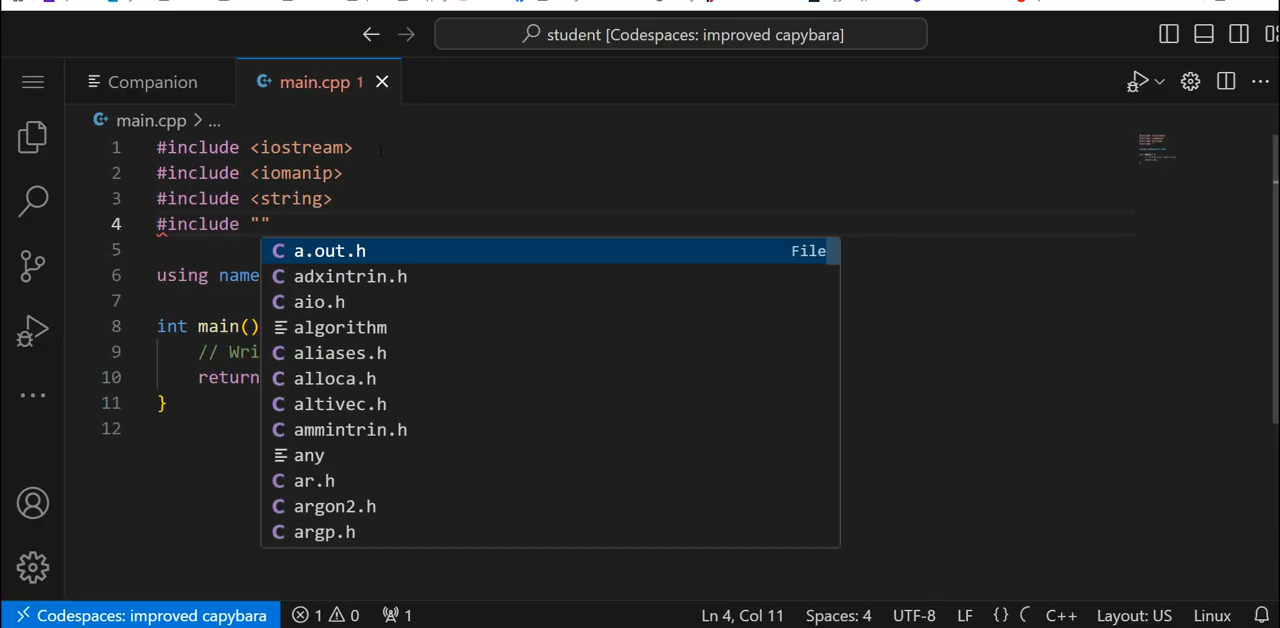 student [Codespaces: improved capybara]
Companion
main.cpp 1
main.cpp > ...
1 #include <iostream>
2 #include <iomanip>
3 #include <string>
4 #include ""
5
6 using name
7
8 int main()
9 // Wri
10 return
11 }
12
a.out.h File
adxintrin.h
aio.h
algorithm
aliases.h
alloca.h
altivec.h
ammintrin.h
any
ar.h
argon2.h
argp.h
Codespaces: improved capybara 1 0 1 Ln 4, Col 11 Spaces: 4 UTF-8 LF {} C++ Layout: US Linux